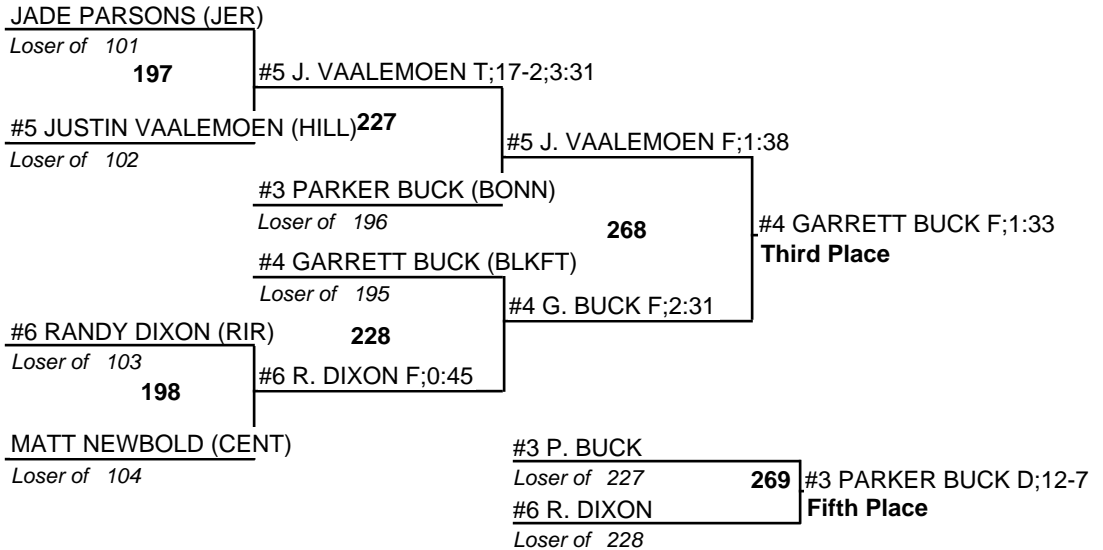 JADE PARSONS (JER)
Loser of 101
197
#5 J. VAALEMOEN T;17-2;3:31
#5 JUSTIN VAALEMOEN (HILL)
227
Loser of 102
#5 J. VAALEMOEN F;1:38
#3 PARKER BUCK (BONN)
Loser of 196
268
#4 GARRETT BUCK F;1:33
Third Place
#4 GARRETT BUCK (BLKFT)
Loser of 195
#4 G. BUCK F;2:31
#6 RANDY DIXON (RIR)
228
Loser of 103
198
#6 R. DIXON F;0:45
MATT NEWBOLD (CENT)
Loser of 104
#3 P. BUCK
Loser of 227
269
#3 PARKER BUCK D;12-7
Fifth Place
#6 R. DIXON
Loser of 228